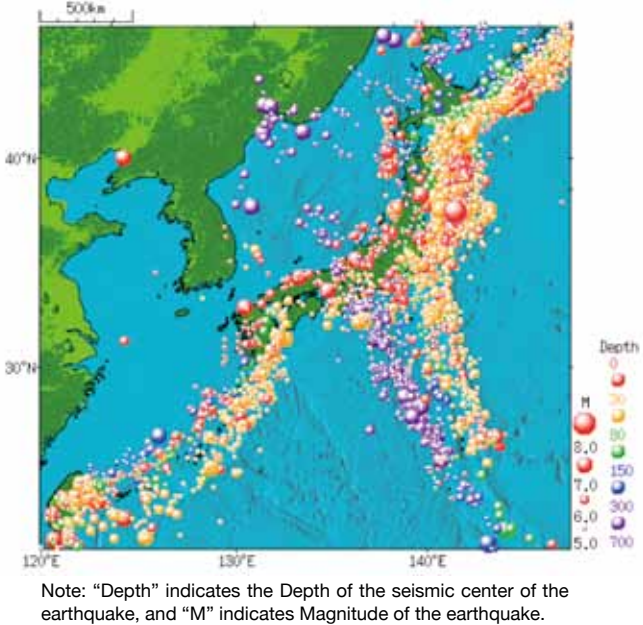 500km
40°N
30°N
120°E
130°E
140°E
Depth
0
30
80
150
300
700
M
8.0
7.0
6.0
5.0
Note: “Depth” indicates the Depth of the seismic center of the
earthquake, and “M” indicates Magnitude of the earthquake.